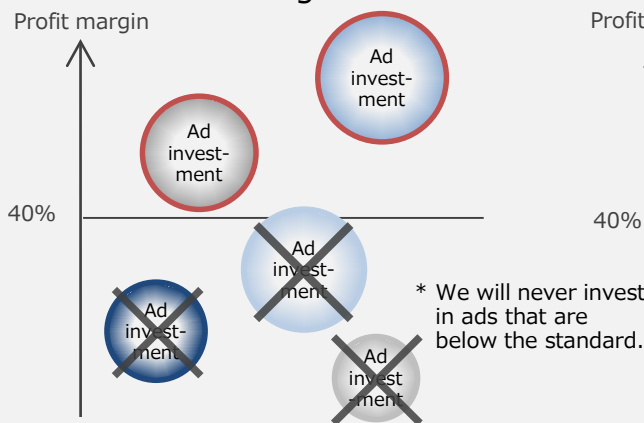 Profit margin
Ad
invest-
ment
Ad
invest-
ment
40%
Ad
invest-
ment
Ad
invest-
ment
Ad
invest
-ment
* We will never invest
in ads that are
below the standard.
Profit
40%